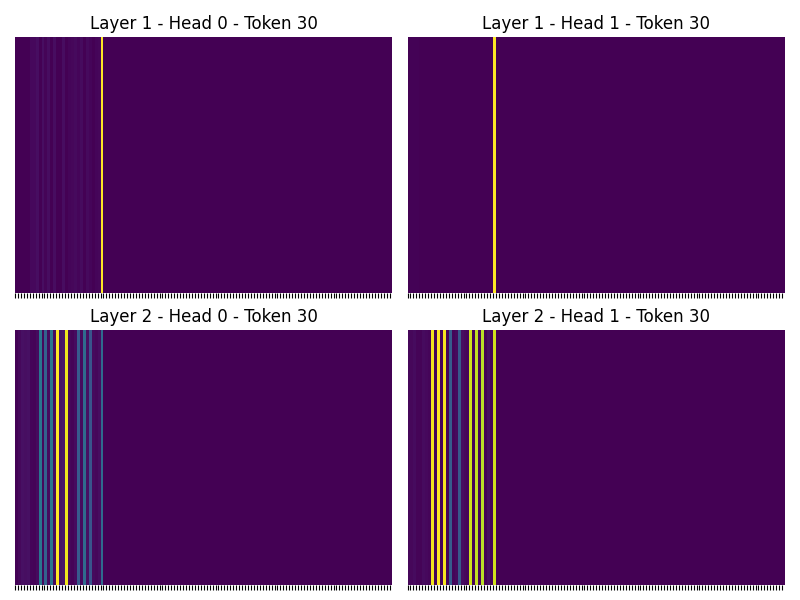 Layer 1 - Head 0 - Token 30
Layer 1 - Head 1 - Token 30
Layer 2 - Head 0 - Token 30
Layer 2 - Head 1 - Token 30